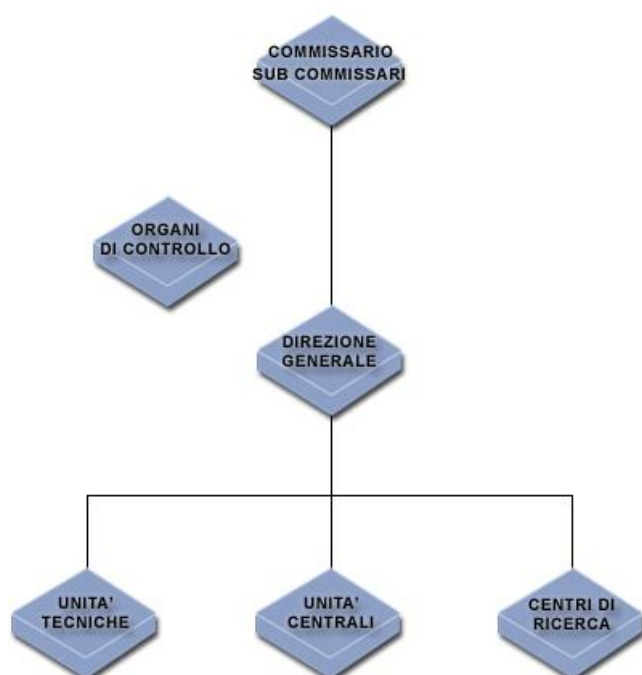 COMMISSARIO
SUB COMMISSARI
ORGANI
DI CONTROLLO
DIREZIONE
GENERALE
UNITA'
TECNICHE
UNITA'
CENTRALI
CENTRI DI
RICERCA